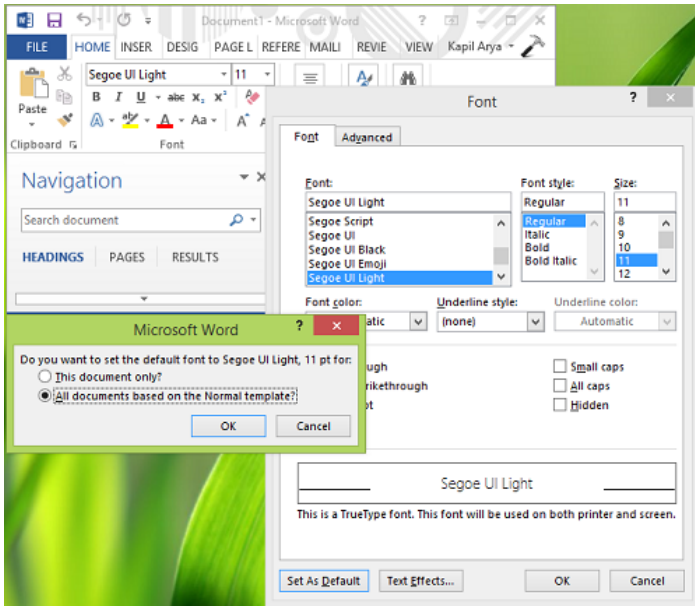 Document1 - Microsoft Word
FILE HOME INSER DESIG PAGE L REFERE MAILI REVIE VIEW Kapil Arya
Segoe UI Light 11
Paste
B I U abc X₂ X²
A aby A Aa A
Clipboard Font
Navigation
Search document
HEADINGS PAGES RESULTS
Font
Font Advanced
Font: Font style: Size:
Segoe UI Light Regular 11
Segoe Script Regular 8
Segoe UI Italic 9
Segoe UI Black Bold 10
Segoe UI Emoji Bold Italic 11
Segoe UI Light 12
Font color: Underline style: Underline color:
atic (none) Automatic
ugh Small caps
rikethrough All caps
pt Hidden
Microsoft Word
Do you want to set the default font to Segoe UI Light, 11 pt for:
This document only?
All documents based on the Normal template?
OK Cancel
Segoe UI Light
This is a TrueType font. This font will be used on both printer and screen.
Set As Default Text Effects... OK Cancel